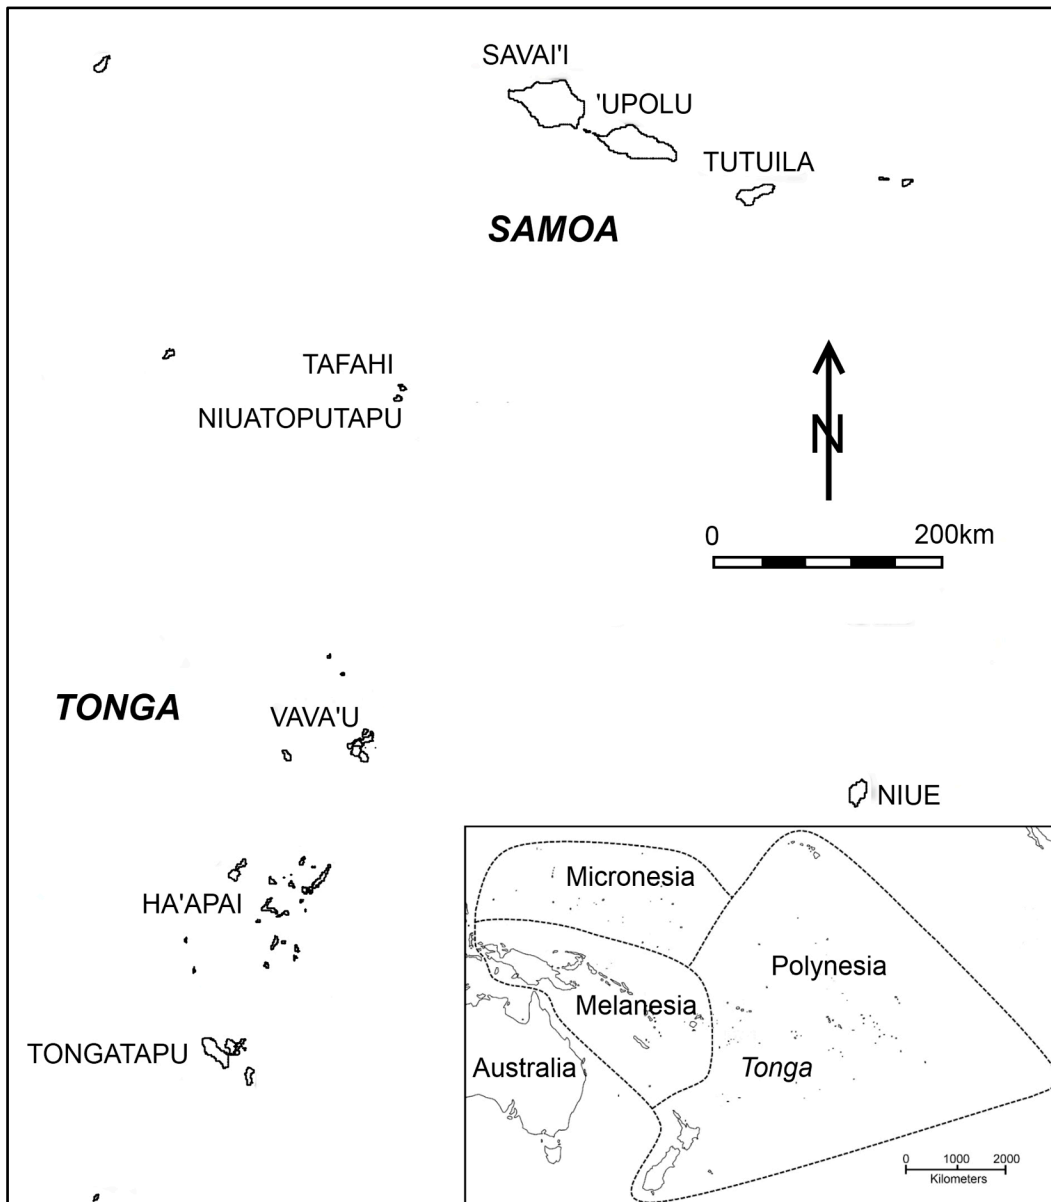 SAVAI'I
'UPOLU
TUTUILA
SAMOA
TAFAHI
NIUATOPUTAPU
N
0 200km
TONGA
VAVA'U
NIUE
HA'APAI
TONGATAPU
Micronesia
Polynesia
Melanesia
Australia
Tonga
0 1000 2000
Kilometers